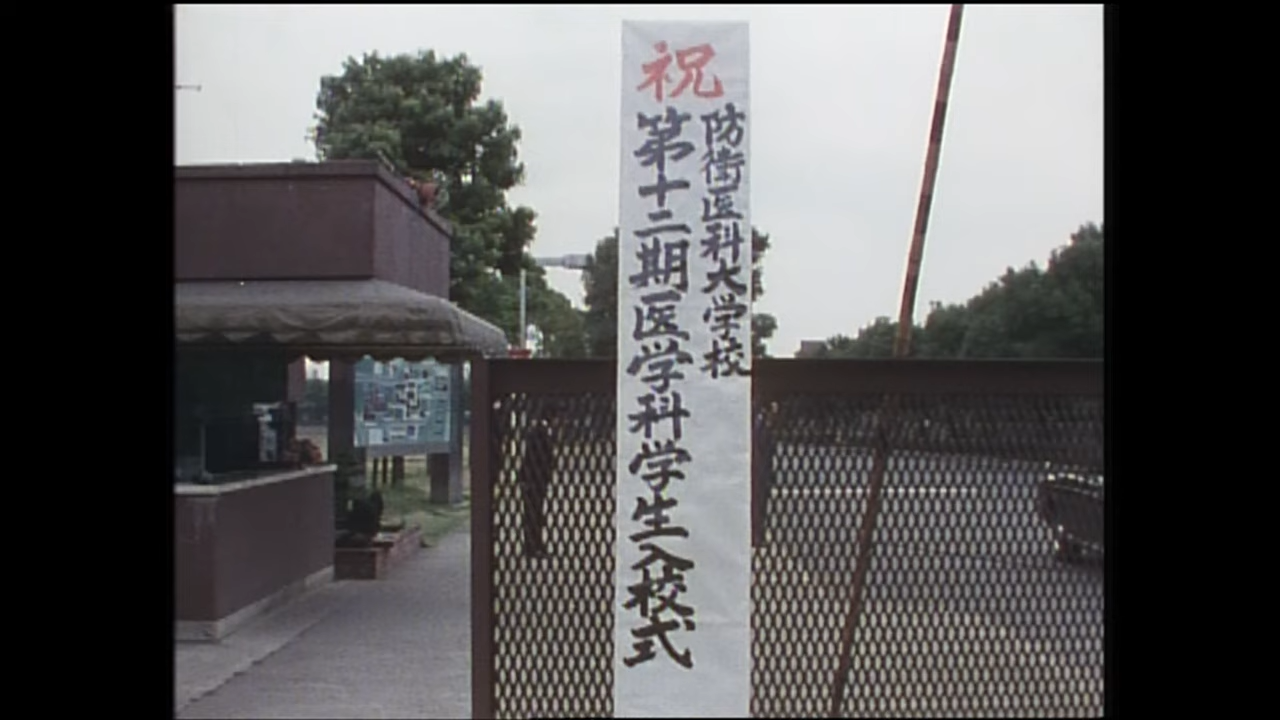 祝
防衛医科大学校
第十二期医学科学生入校式